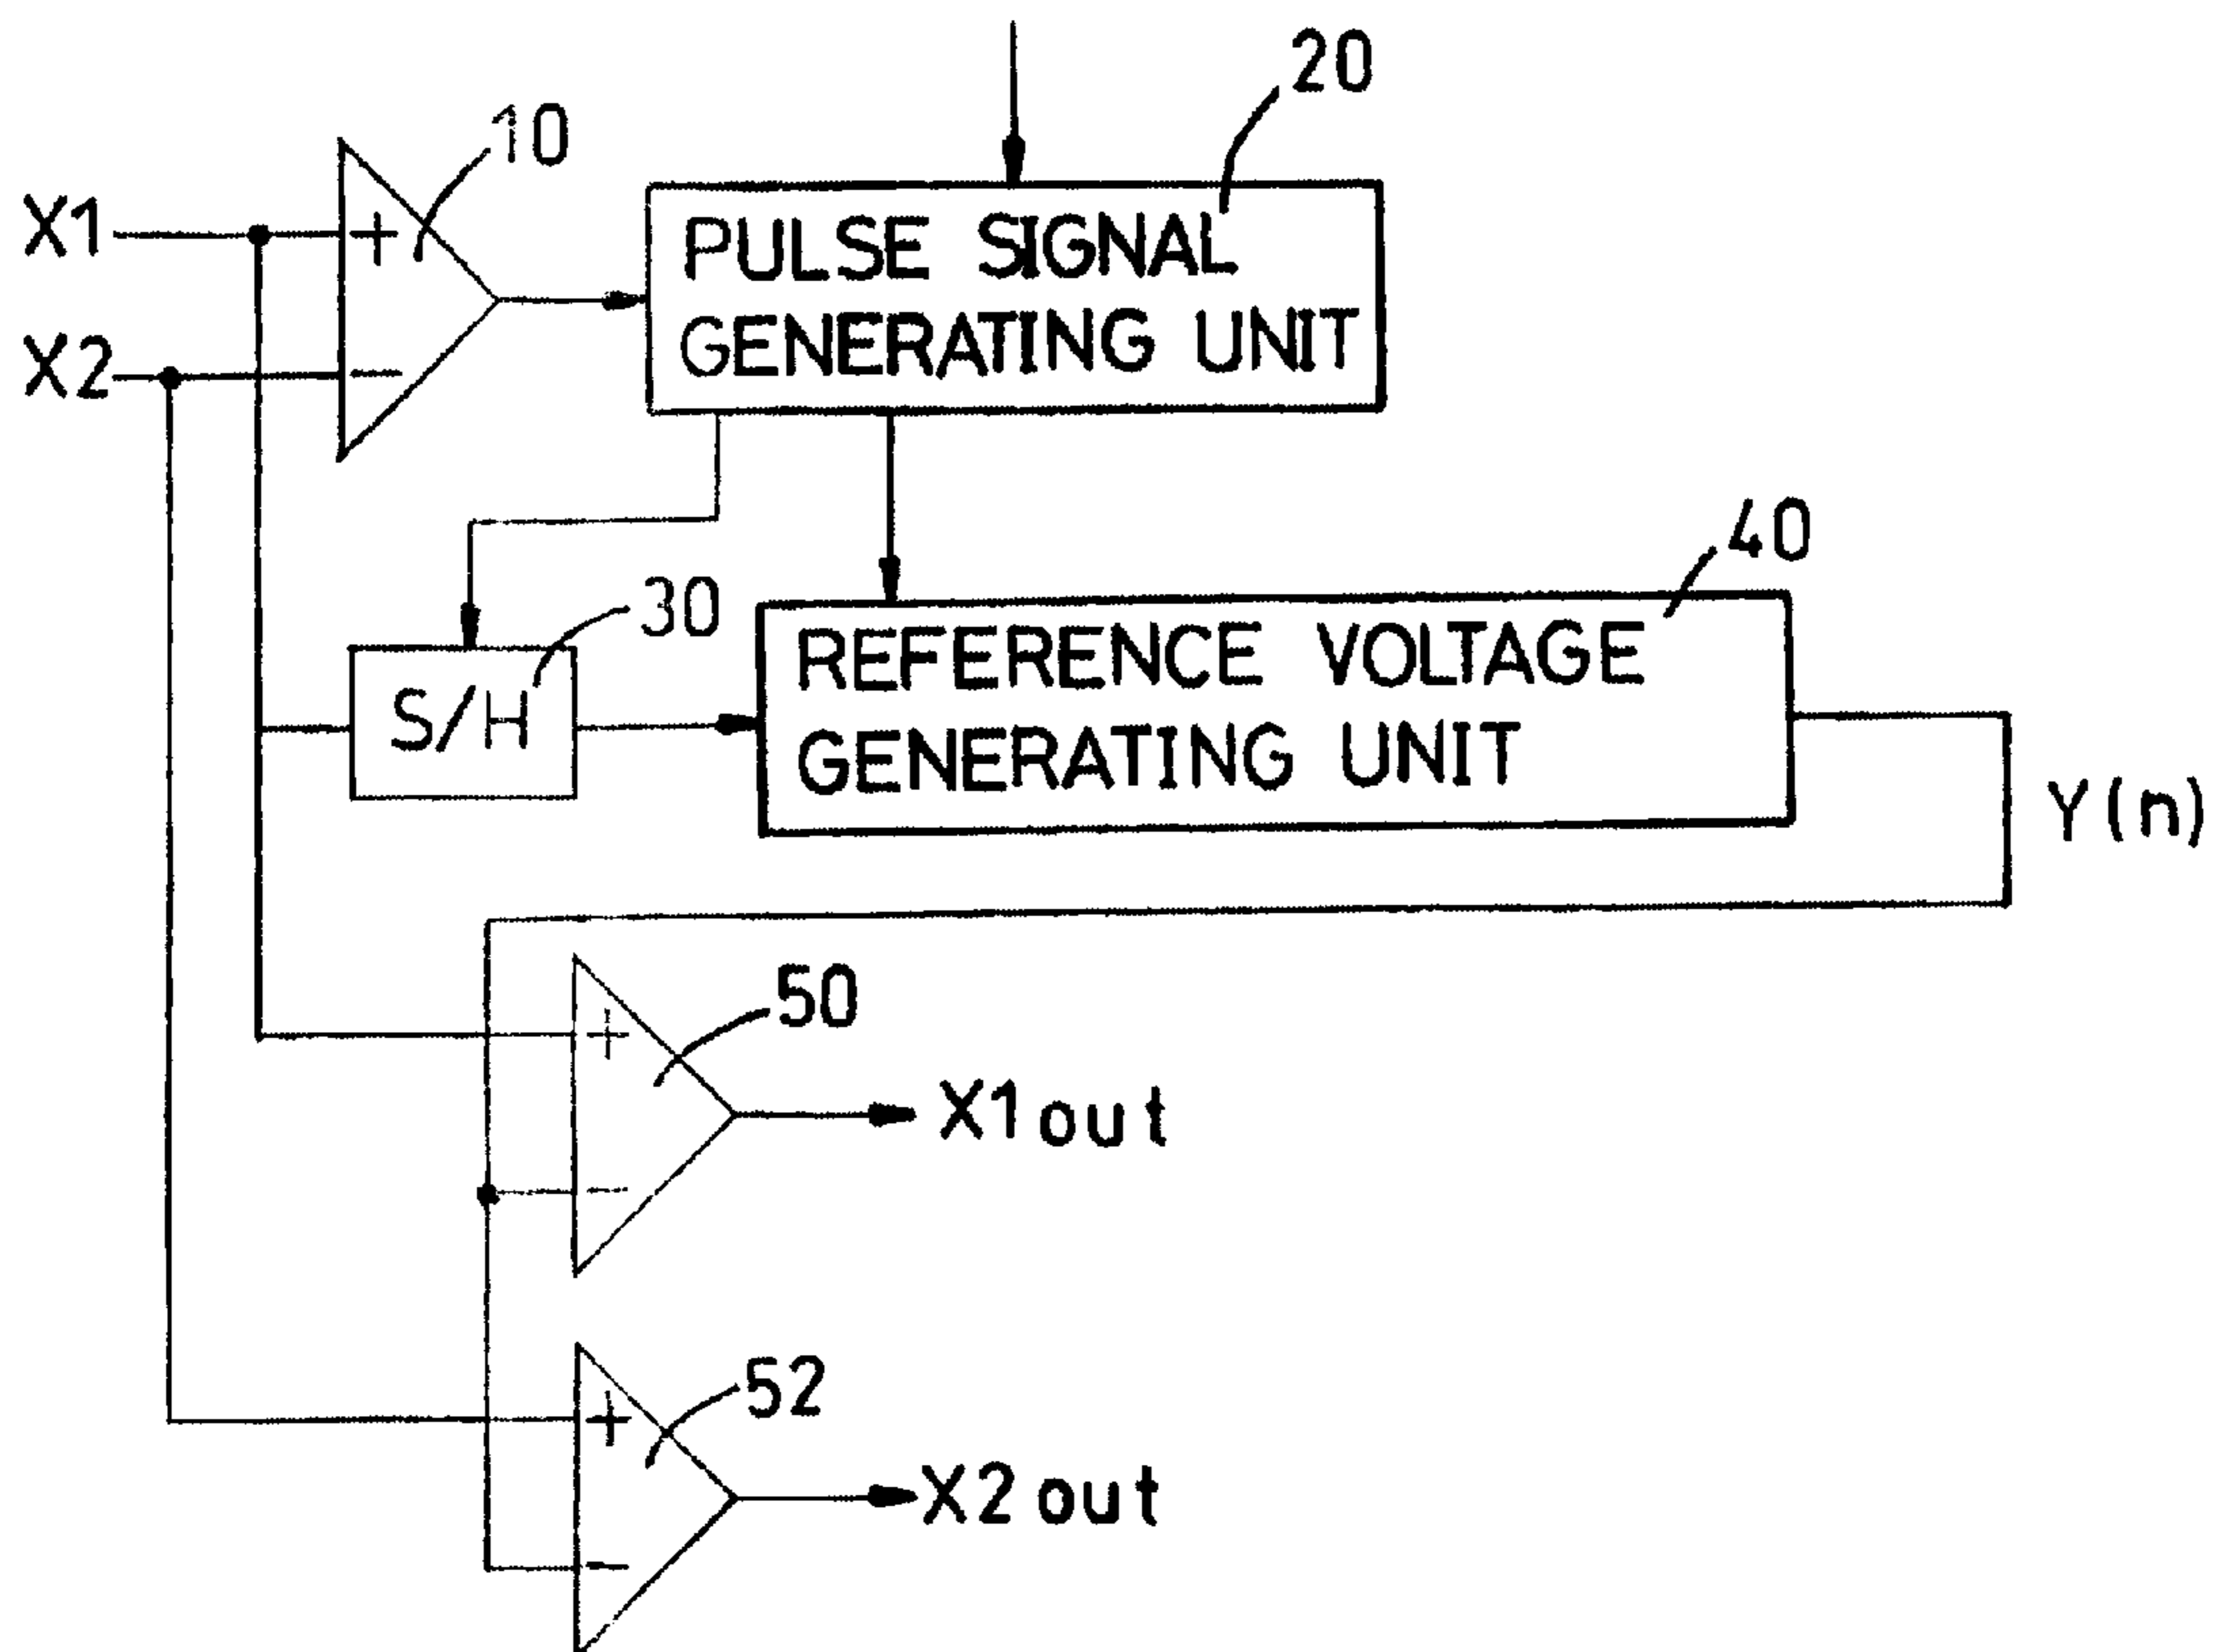 20
10
X1
+
PULSE SIGNAL
GENERATING UNIT
X2
−
40
30
REFERENCE VOLTAGE
S/H
GENERATING UNIT
Y(n)
50
+
X1out
−
52
+
X2out
−